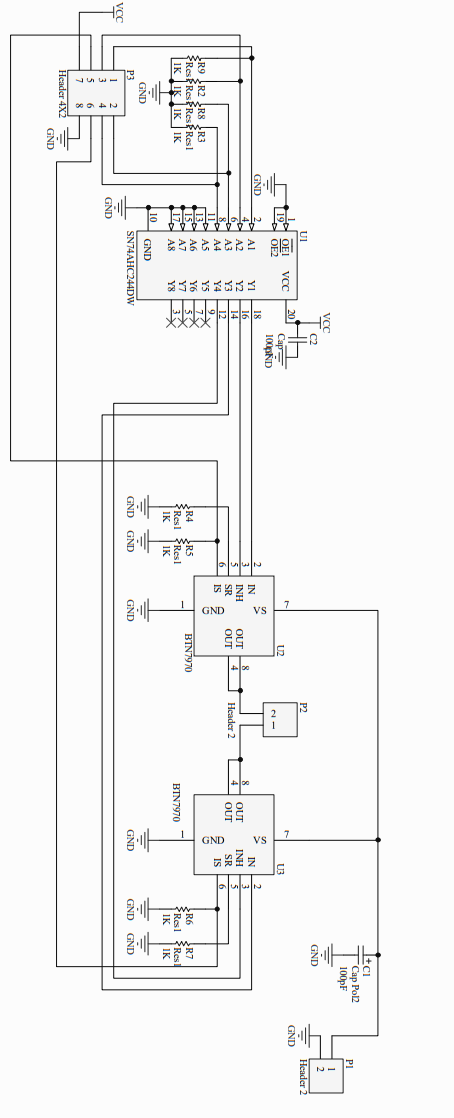 VCC
P3
1
2
3
4
5
6
7
8
Header 4X2
GND
GND
R9
Res1
1K
R2
Res1
1K
R8
Res1
1K
R3
Res1
1K
GND
GND
U1
1
19
2
4
6
8
11
13
15
17
10
OE1
OE2
A1
A2
A3
A4
A5
A6
A7
A8
GND
VCC
Y1
Y2
Y3
Y4
Y5
Y6
Y7
Y8
SN74AHC244DW
20
18
16
14
12
9
7
5
3
VCC
C2
Cap
100pF
GND
GND
R4
Res1
1K
GND
R5
Res1
1K
2
3
5
6
IN
INH
SR
IS
GND
VS
OUT
OUT
1
7
8
4
U2
BTN7970
GND
P2
2
1
Header 2
BTN7970
8
4
OUT
OUT
GND
VS
IN
INH
SR
IS
1
7
2
3
5
6
U3
GND
GND
R6
Res1
1K
GND
R7
Res1
1K
C1
Cap Pol2
100pF
GND
GND
P1
1
2
Header 2